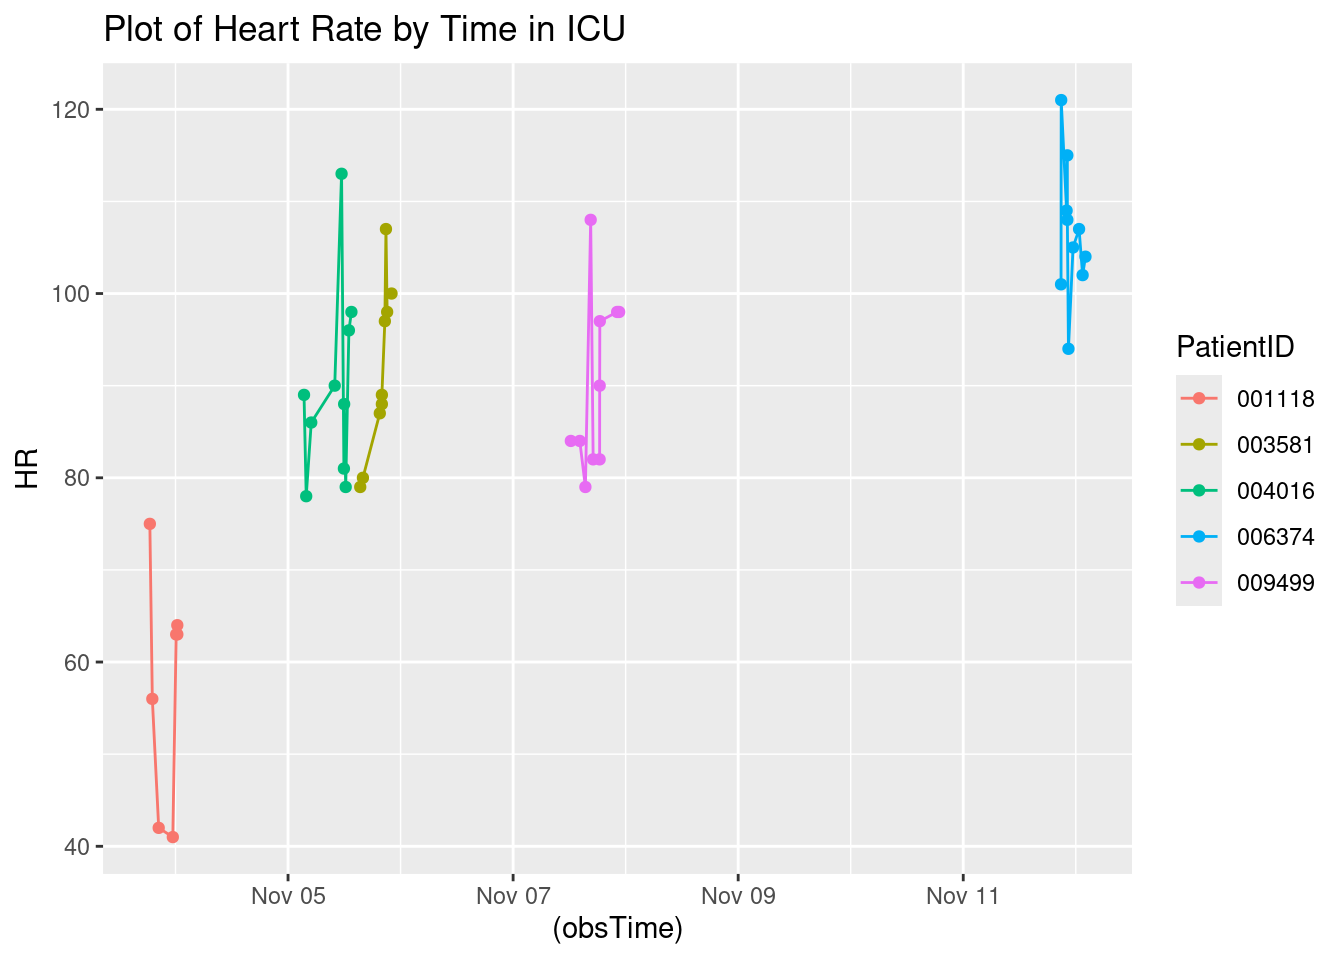 Plot of Heart Rate by Time in ICU
120
100
80
60
40
HR
Nov 05 Nov 07 Nov 09 Nov 11
(obsTime)
PatientID
001118
003581
004016
006374
009499